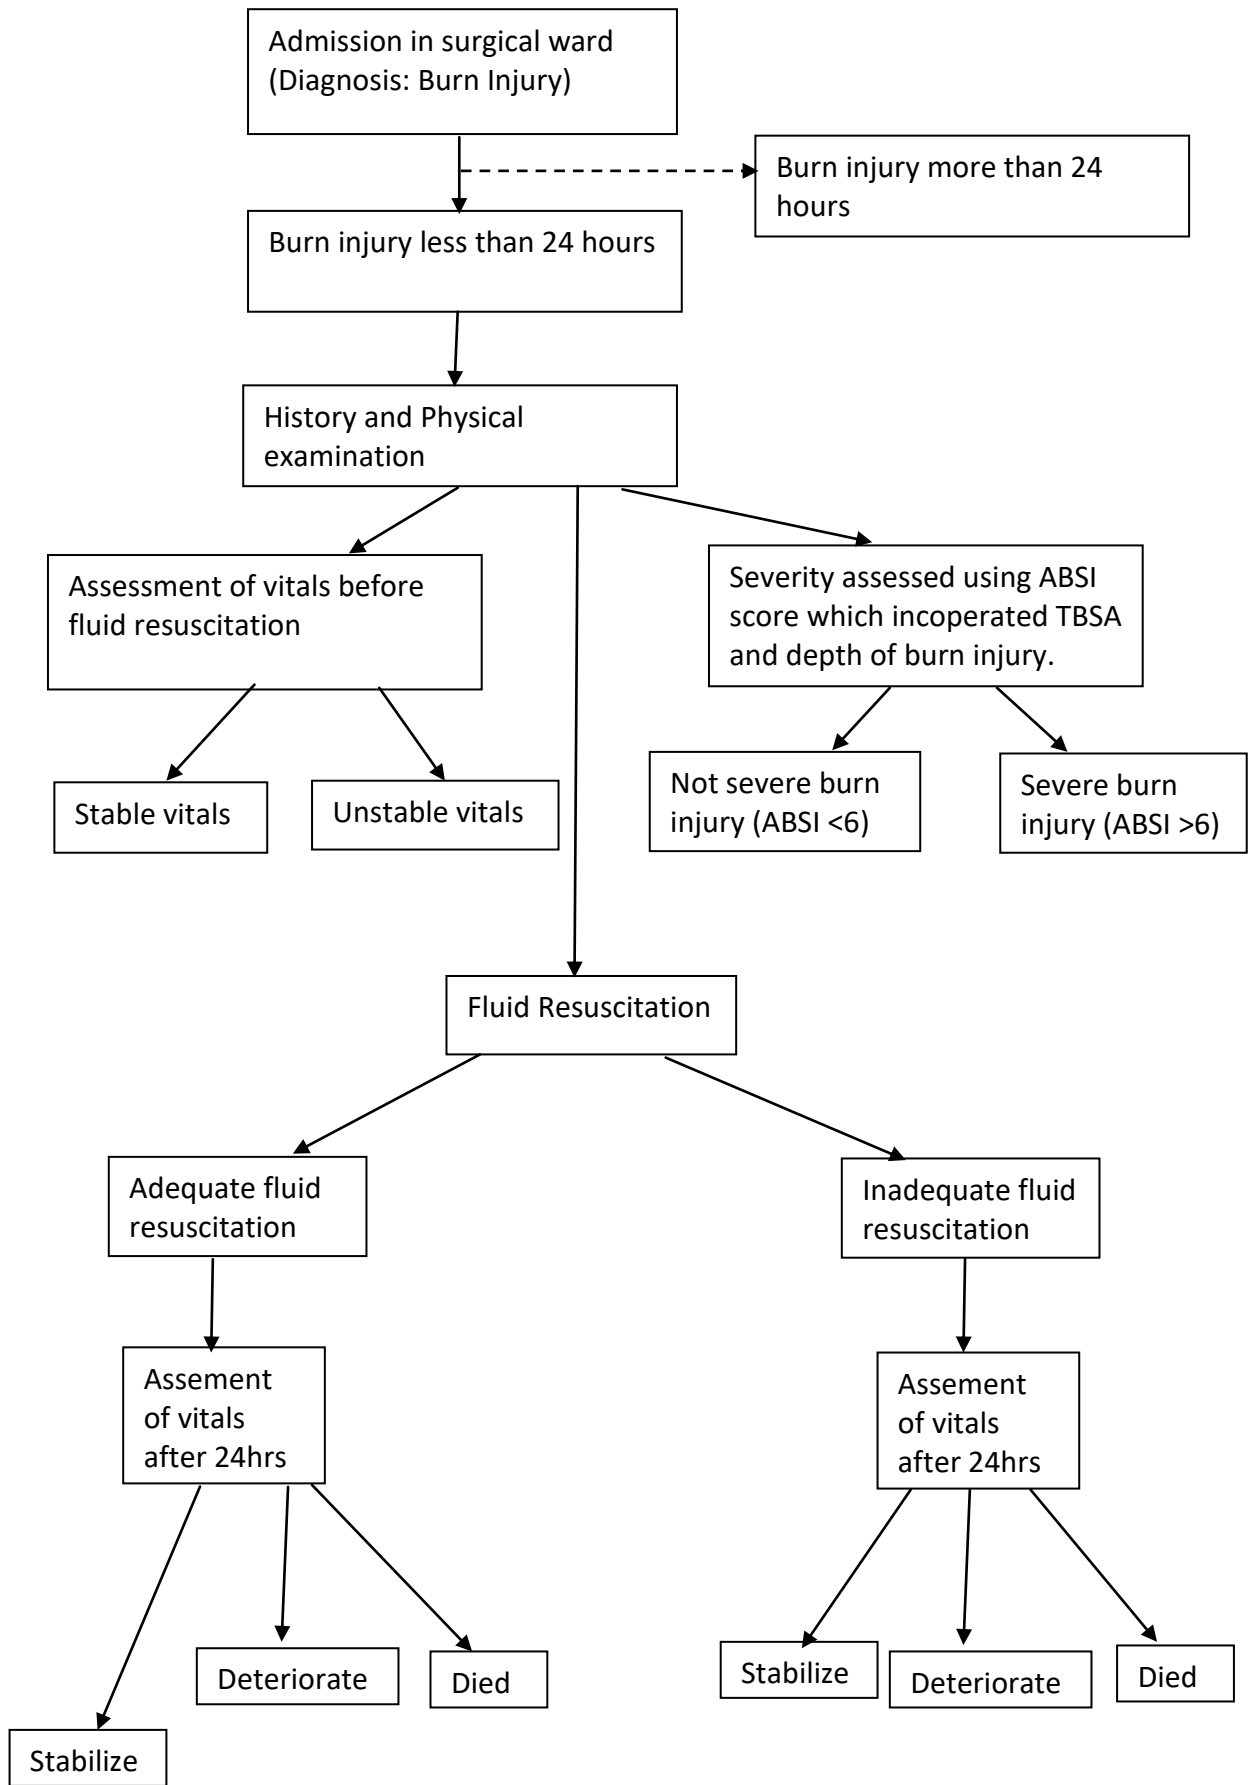 Admission in surgical ward
(Diagnosis: Burn Injury)
Burn injury more than 24
hours
Burn injury less than 24 hours
History and Physical
examination
Assessment of vitals before
fluid resuscitation
Severity assessed using ABSI
score which incoperated TBSA
and depth of burn injury.
Stable vitals
Unstable vitals
Not severe burn
injury (ABSI <6)
Severe burn
injury (ABSI >6)
Fluid Resuscitation
Adequate fluid
resuscitation
Inadequate fluid
resuscitation
Assement
of vitals
after 24hrs
Assement
of vitals
after 24hrs
Stabilize
Deteriorate
Died
Stabilize
Deteriorate
Died